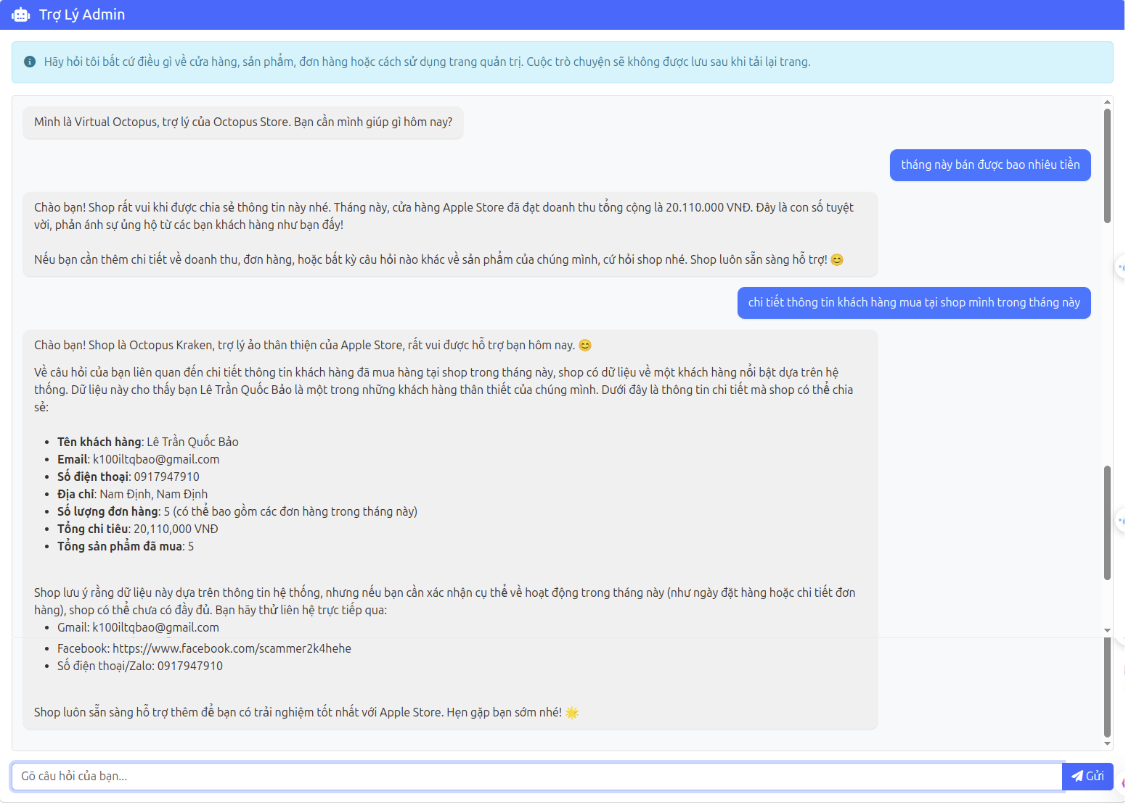 Trợ Lý Admin
Hãy hỏi tôi bất cứ điều gì về cửa hàng, sản phẩm, đơn hàng hoặc cách sử dụng trang quản trị. Cuộc trò chuyện sẽ không được lưu sau khi tải lại trang.
Mình là Virtual Octopus, trợ lý của Octopus Store. Bạn cần mình giúp gì hôm nay?
tháng này bán được bao nhiêu tiền
Chào bạn! Shop rất vui khi được chia sẻ thông tin này nhé. Tháng này, cửa hàng Apple Store đã đạt doanh thu tổng cộng là 20.110.000 VNĐ. Đây là con số tuyệt
vời, phản ánh sự ủng hộ từ các bạn khách hàng như bạn đấy!
Nếu bạn cần thêm chi tiết về doanh thu, đơn hàng, hoặc bất kỳ câu hỏi nào khác về sản phẩm của chúng mình, cứ hỏi shop nhé. Shop luôn sẵn sàng hỗ trợ! 😊
chi tiết thông tin khách hàng mua tại shop mình trong tháng này
Chào bạn! Shop là Octopus Kraken, trợ lý ảo thân thiện của Apple Store, rất vui được hỗ trợ bạn hôm nay. 😊
Về câu hỏi của bạn liên quan đến chi tiết thông tin khách hàng đã mua hàng tại shop trong tháng này, shop có dữ liệu về một khách hàng nổi bật dựa trên hệ
thống. Dữ liệu này cho thấy bạn Lê Trần Quốc Bảo là một trong những khách hàng thân thiết của chúng mình. Dưới đây là thông tin chi tiết mà shop có thể chia
sẻ:
• Tên khách hàng: Lê Trần Quốc Bảo
• Email: k100iltqbao@gmail.com
• Số điện thoại: 0917947910
• Địa chỉ: Nam Định, Nam Định
• Số lượng đơn hàng: 5 (có thể bao gồm các đơn hàng trong tháng này)
• Tổng chi tiêu: 20,110,000 VNĐ
• Tổng sản phẩm đã mua: 5
Shop lưu ý rằng dữ liệu này dựa trên thông tin hệ thống, nhưng nếu bạn cần xác nhận cụ thể về hoạt động trong tháng này (như ngày đặt hàng hoặc chi tiết đơn
hàng), shop có thể chưa có đầy đủ. Bạn hãy thử liên hệ trực tiếp qua:
• Gmail: k100iltqbao@gmail.com
• Facebook: https://www.facebook.com/scammer2k4hehe
• Số điện thoại/Zalo: 0917947910
Shop luôn sẵn sàng hỗ trợ thêm để bạn có trải nghiệm tốt nhất với Apple Store. Hẹn gặp bạn sớm nhé! 🌟
Gõ câu hỏi của bạn...
Gửi